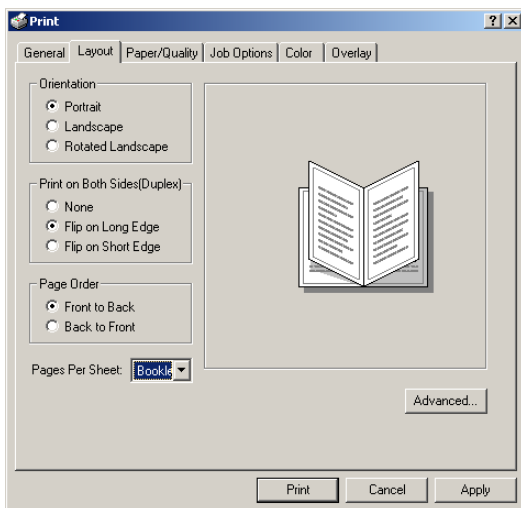 Print
General Layout Paper/Quality Job Options Color Overlay
Orientation
Portrait
Landscape
Rotated Landscape
Print on Both Sides(Duplex)
None
Flip on Long Edge
Flip on Short Edge
Page Order
Front to Back
Back to Front
Pages Per Sheet: Bookle
Advanced...
Print Cancel Apply